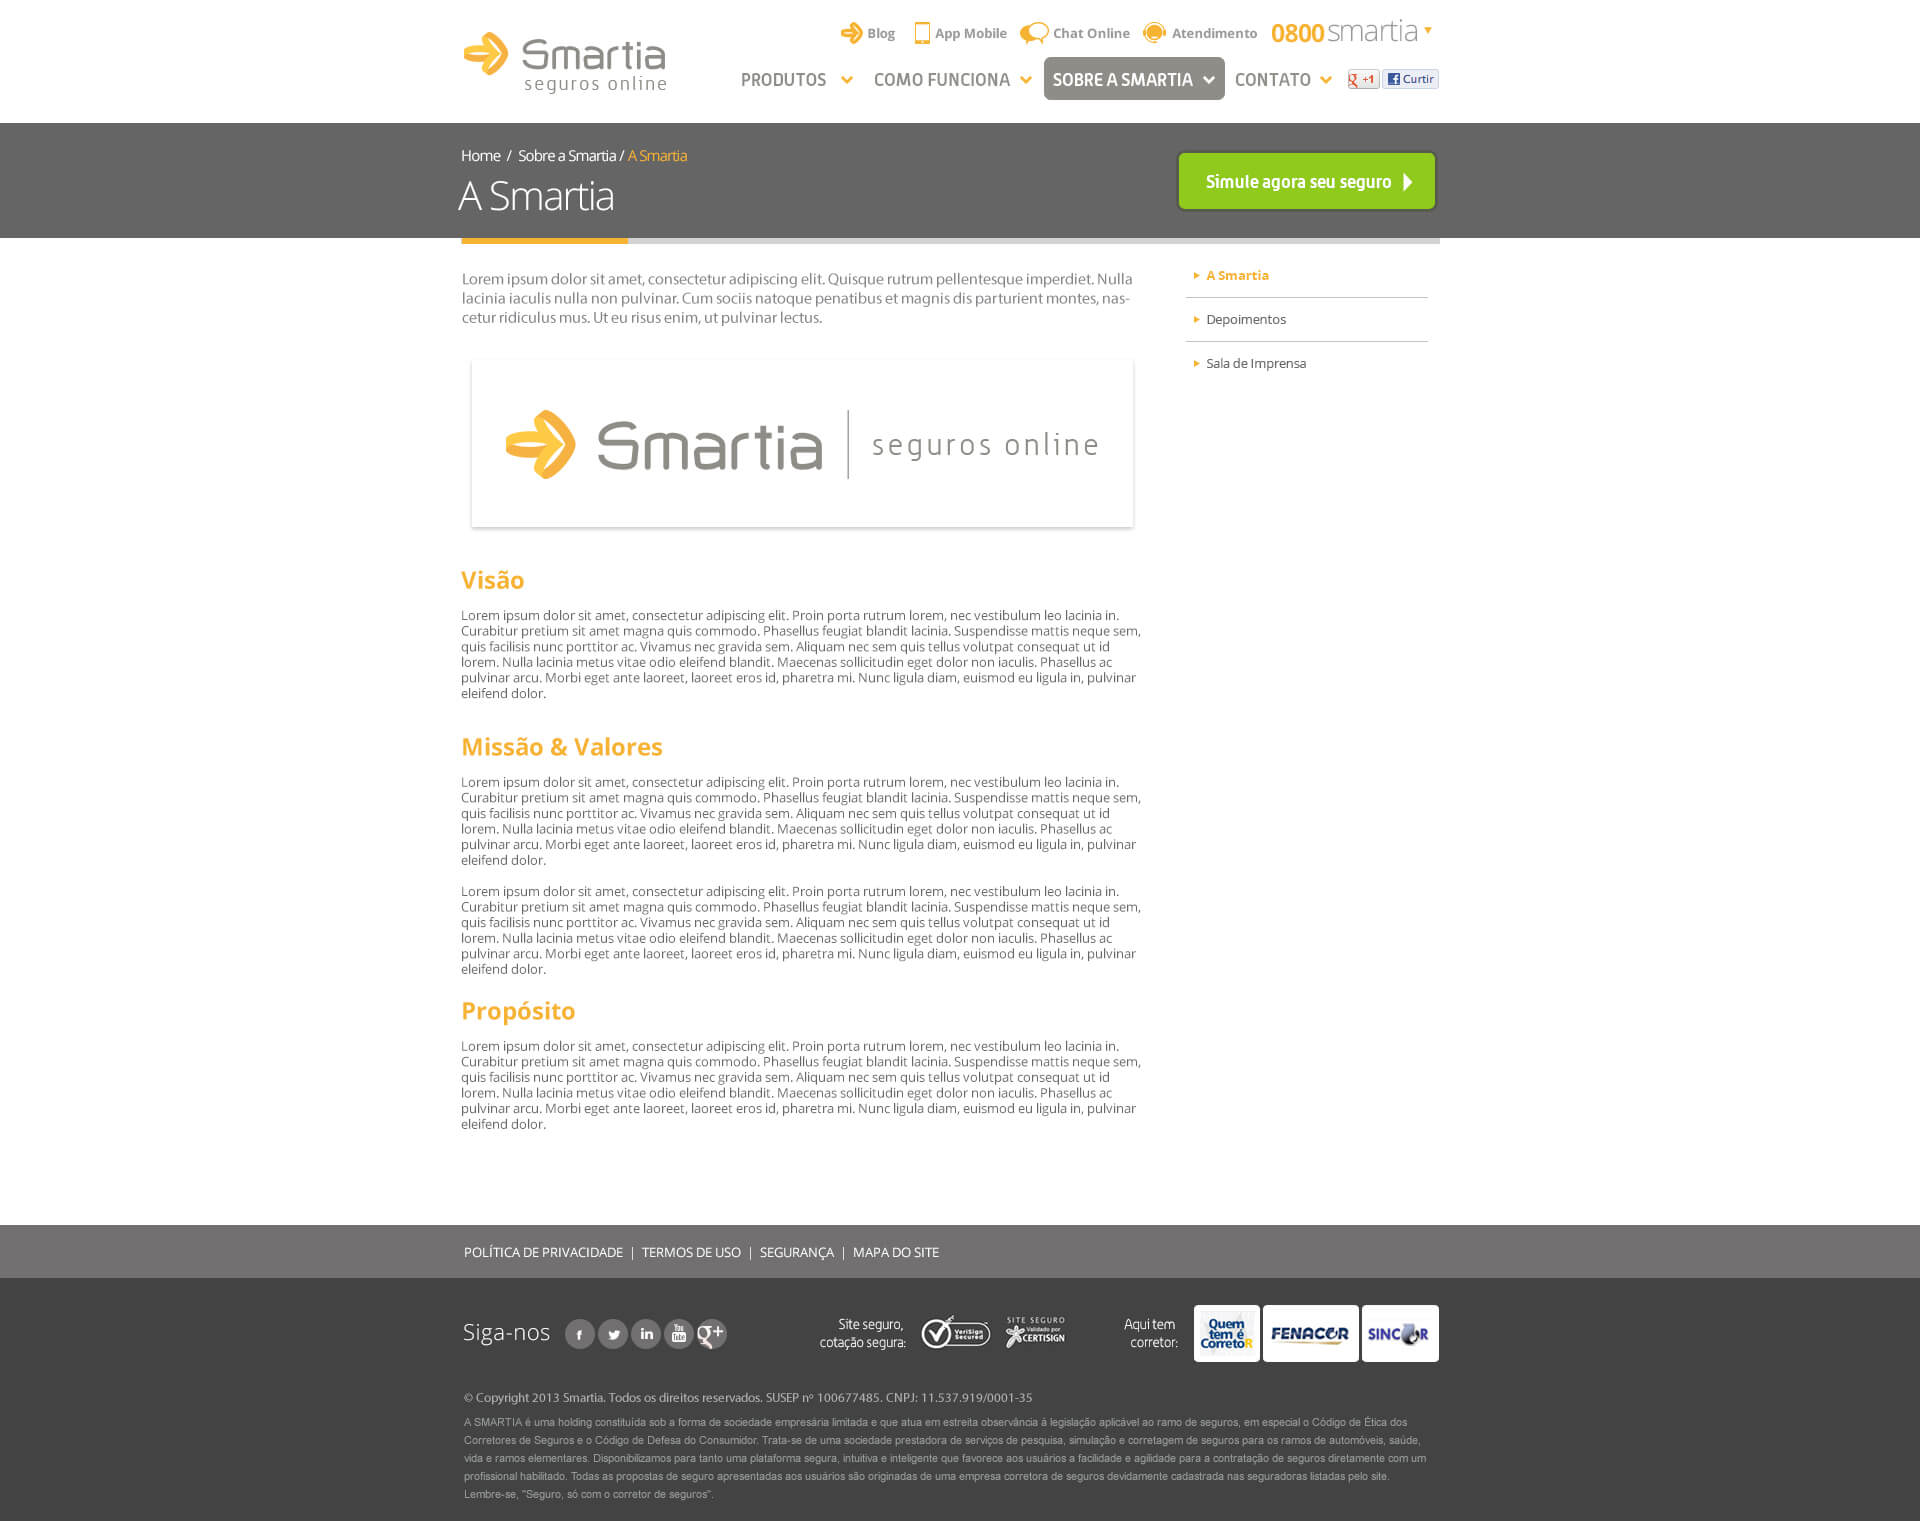 Smartia
seguros online
Blog
App Mobile
Chat Online
Atendimento
0800 smartia
PRODUTOS
COMO FUNCIONA
SOBRE A SMARTIA
CONTATO
g +1
Curtir
Home / Sobre a Smartia / A Smartia
A Smartia
Simule agora seu seguro
Lorem ipsum dolor sit amet, consectetur adipiscing elit. Quisque rutrum pellentesque imperdiet. Nulla
lacinia iaculis nulla non pulvinar. Cum sociis natoque penatibus et magnis dis parturient montes, nas-
cetur ridiculus mus. Ut eu risus enim, ut pulvinar lectus.
A Smartia
Depoimentos
Sala de Imprensa
Smartia | seguros online
Visão
Lorem ipsum dolor sit amet, consectetur adipiscing elit. Proin porta rutrum lorem, nec vestibulum leo lacinia in.
Curabitur pretium sit amet magna quis commodo. Phasellus feugiat blandit lacinia. Suspendisse mattis neque sem,
quis facilisis nunc porttitor ac. Vivamus nec gravida sem. Aliquam nec sem quis tellus volutpat consequat ut id
lorem. Nulla lacinia metus vitae odio eleifend blandit. Maecenas sollicitudin eget dolor non iaculis. Phasellus ac
pulvinar arcu. Morbi eget ante laoreet, laoreet eros id, pharetra mi. Nunc ligula diam, euismod eu ligula in, pulvinar
eleifend dolor.
Missão & Valores
Lorem ipsum dolor sit amet, consectetur adipiscing elit. Proin porta rutrum lorem, nec vestibulum leo lacinia in.
Curabitur pretium sit amet magna quis commodo. Phasellus feugiat blandit lacinia. Suspendisse mattis neque sem,
quis facilisis nunc porttitor ac. Vivamus nec gravida sem. Aliquam nec sem quis tellus volutpat consequat ut id
lorem. Nulla lacinia metus vitae odio eleifend blandit. Maecenas sollicitudin eget dolor non iaculis. Phasellus ac
pulvinar arcu. Morbi eget ante laoreet, laoreet eros id, pharetra mi. Nunc ligula diam, euismod eu ligula in, pulvinar
eleifend dolor.
Lorem ipsum dolor sit amet, consectetur adipiscing elit. Proin porta rutrum lorem, nec vestibulum leo lacinia in.
Curabitur pretium sit amet magna quis commodo. Phasellus feugiat blandit lacinia. Suspendisse mattis neque sem,
quis facilisis nunc porttitor ac. Vivamus nec gravida sem. Aliquam nec sem quis tellus volutpat consequat ut id
lorem. Nulla lacinia metus vitae odio eleifend blandit. Maecenas sollicitudin eget dolor non iaculis. Phasellus ac
pulvinar arcu. Morbi eget ante laoreet, laoreet eros id, pharetra mi. Nunc ligula diam, euismod eu ligula in, pulvinar
eleifend dolor.
Propósito
Lorem ipsum dolor sit amet, consectetur adipiscing elit. Proin porta rutrum lorem, nec vestibulum leo lacinia in.
Curabitur pretium sit amet magna quis commodo. Phasellus feugiat blandit lacinia. Suspendisse mattis neque sem,
quis facilisis nunc porttitor ac. Vivamus nec gravida sem. Aliquam nec sem quis tellus volutpat consequat ut id
lorem. Nulla lacinia metus vitae odio eleifend blandit. Maecenas sollicitudin eget dolor non iaculis. Phasellus ac
pulvinar arcu. Morbi eget ante laoreet, laoreet eros id, pharetra mi. Nunc ligula diam, euismod eu ligula in, pulvinar
eleifend dolor.
POLÍTICA DE PRIVACIDADE | TERMOS DE USO | SEGURANÇA | MAPA DO SITE
Siga-nos
f
in
You
Tube
g+
Site seguro,
cotação segura:
VeriSign
Secured
SITE SEGURO
Validado por
CERTISIGN
Aqui tem
corretor:
Quem
tem é
CorretoR
FENACOR
SINCOR
© Copyright 2013 Smartia. Todos os direitos reservados. SUSEP nº 100677485. CNPJ: 11.537.919/0001-35
A SMARTIA é uma holding constituída sob a forma de sociedade empresária limitada e que atua em estreita observância à legislação aplicável ao ramo de seguros, em especial o Código de Ética dos
Corretores de Seguros e o Código de Defesa do Consumidor. Trata-se de uma sociedade prestadora de serviços de pesquisa, simulação e corretagem de seguros para os ramos de automóveis, saúde,
vida e ramos elementares. Disponibilizamos para tanto uma plataforma segura, intuitiva e inteligente que favorece aos usuários a facilidade e agilidade para a contratação de seguros diretamente com um
profissional habilitado. Todas as propostas de seguro apresentadas aos usuários são originadas de uma empresa corretora de seguros devidamente cadastrada nas seguradoras listadas pelo site.
Lembre-se, "Seguro, só com o corretor de seguros".